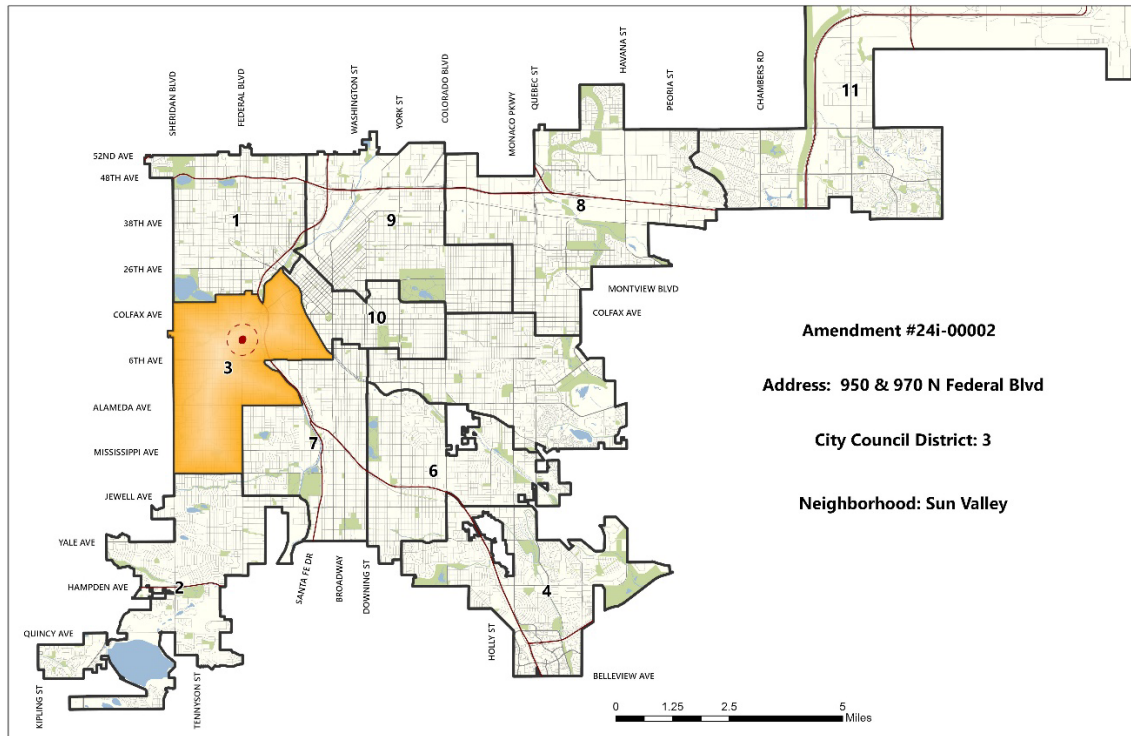 SHERIDAN BLVD
FEDERAL BLVD
WASHINGTON ST
YORK ST
COLORADO BLVD
MONACO PKWY
QUEBEC ST
HAVANA ST
PEORIA ST
CHAMBERS RD
11
52ND AVE
48TH AVE
38TH AVE
26TH AVE
COLFAX AVE
6TH AVE
ALAMEDA AVE
MISSISSIPPI AVE
JEWELL AVE
YALE AVE
HAMPDEN AVE
QUINCY AVE
1
9
8
10
3
7
6
4
2
MONTVIEW BLVD
COLFAX AVE
Amendment #24i-00002
Address: 950 & 970 N Federal Blvd
City Council District: 3
Neighborhood: Sun Valley
SANTA FE DR
BROADWAY
DOWNING ST
HOLLY ST
BELLEVIEW AVE
KIPLING ST
TENNYSON ST
0 1.25 2.5 5
Miles